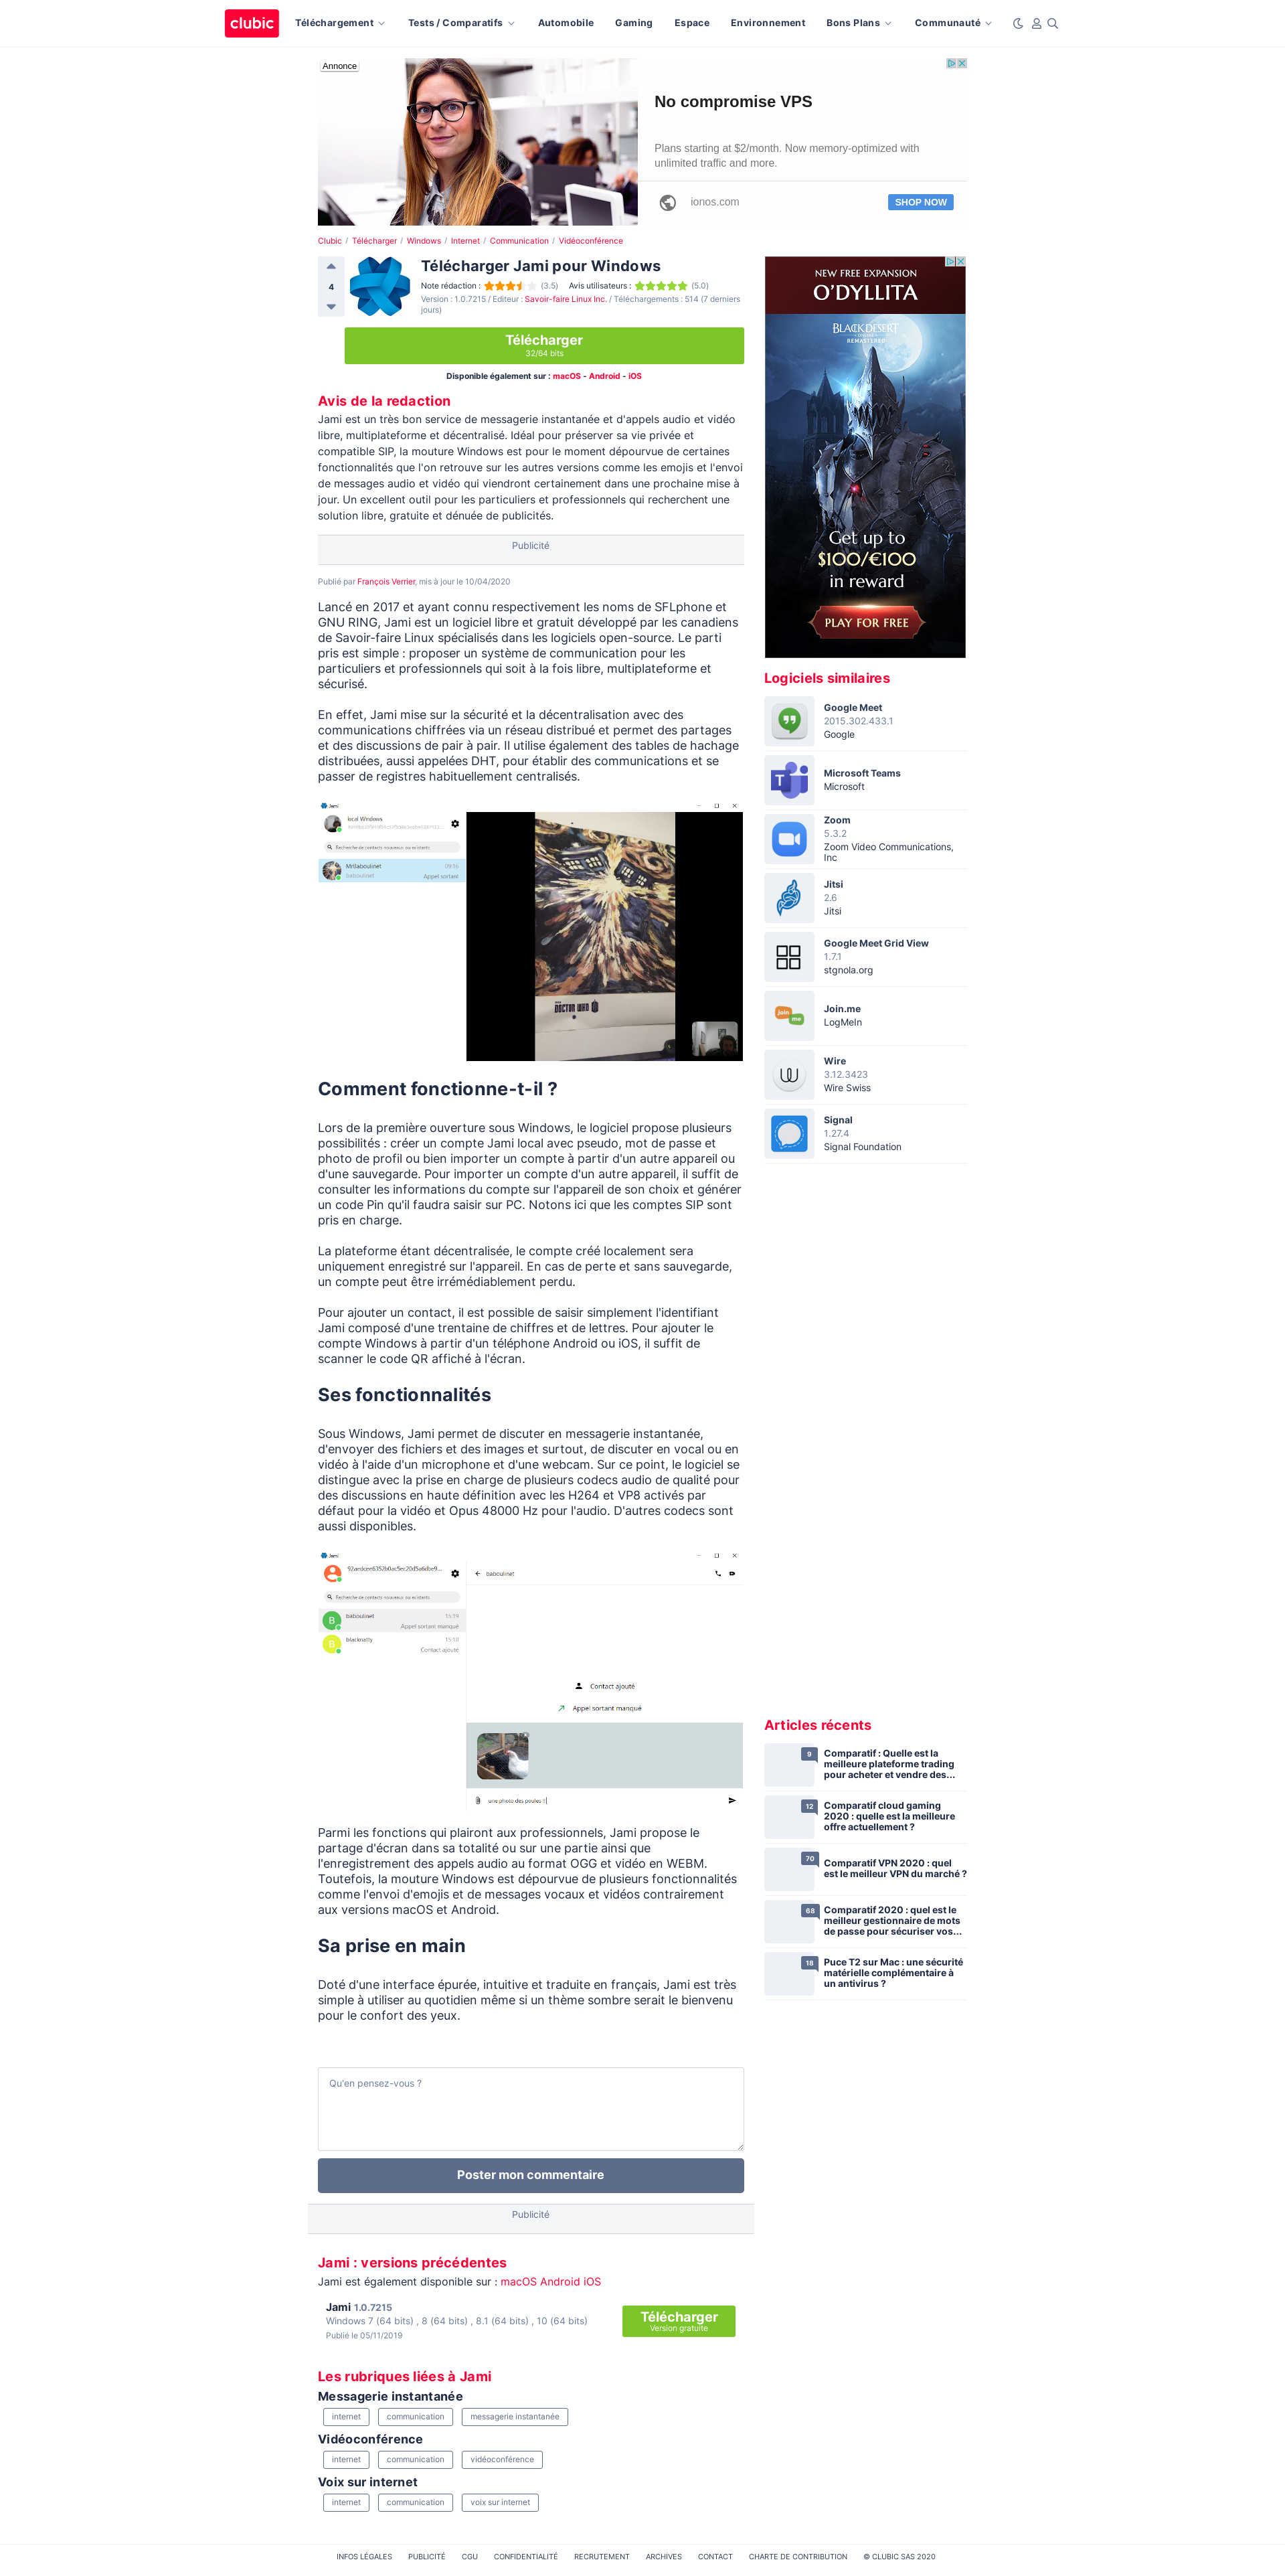 clubic
Téléchargement
Tests / Comparatifs
Automobile
Gaming
Espace
Environnement
Bons Plans
Communauté
Annonce
No compromise VPS
Plans starting at $2/month. Now memory-optimized with
unlimited traffic and more.
ionos.com
SHOP NOW
Clubic / Télécharger / Windows / Internet / Communication / Vidéoconférence
4
Télécharger Jami pour Windows
Note rédaction : (3.5) Avis utilisateurs : (5.0)
Version : 1.0.7215 / Editeur : Savoir-faire Linux Inc. / Téléchargements : 514 (7 derniers
jours)
Télécharger
32/64 bits
Disponible également sur : macOS - Android - iOS
Avis de la redaction
Jami est un très bon service de messagerie instantanée et d'appels audio et vidéo
libre, multiplateforme et décentralisé. Idéal pour préserver sa vie privée et
compatible SIP, la mouture Windows est pour le moment dépourvue de certaines
fonctionnalités que l'on retrouve sur les autres versions comme les emojis et l'envoi
de messages audio et vidéo qui viendront certainement dans une prochaine mise à
jour. Un excellent outil pour les particuliers et professionnels qui recherchent une
solution libre, gratuite et dénuée de publicités.
Publicité
Publié par François Verrier, mis à jour le 10/04/2020
Lancé en 2017 et ayant connu respectivement les noms de SFLphone et
GNU RING, Jami est un logiciel libre et gratuit développé par les canadiens
de Savoir-faire Linux spécialisés dans les logiciels open-source. Le parti
pris est simple : proposer un système de communication pour les
particuliers et professionnels qui soit à la fois libre, multiplateforme et
sécurisé.
En effet, Jami mise sur la sécurité et la décentralisation avec des
communications chiffrées via un réseau distribué et permet des partages
et des discussions de pair à pair. Il utilise également des tables de hachage
distribuées, aussi appelées DHT, pour établir des communications et se
passer de registres habituellement centralisés.
Jami
local Windows
Recherche de contacts nouveaux ou existants
Mrllaboulinet
09:16
baboulinet
Appel sortant
DOCTOR WHO
Comment fonctionne-t-il ?
Lors de la première ouverture sous Windows, le logiciel propose plusieurs
possibilités : créer un compte Jami local avec pseudo, mot de passe et
photo de profil ou bien importer un compte à partir d'un autre appareil ou
d'une sauvegarde. Pour importer un compte d'un autre appareil, il suffit de
consulter les informations du compte sur l'appareil de son choix et générer
un code Pin qu'il faudra saisir sur PC. Notons ici que les comptes SIP sont
pris en charge.
La plateforme étant décentralisée, le compte créé localement sera
uniquement enregistré sur l'appareil. En cas de perte et sans sauvegarde,
un compte peut être irrémédiablement perdu.
Pour ajouter un contact, il est possible de saisir simplement l'identifiant
Jami composé d'une trentaine de chiffres et de lettres. Pour ajouter le
compte Windows à partir d'un téléphone Android ou iOS, il suffit de
scanner le code QR affiché à l'écran.
Ses fonctionnalités
Sous Windows, Jami permet de discuter en messagerie instantanée,
d'envoyer des fichiers et des images et surtout, de discuter en vocal ou en
vidéo à l'aide d'un microphone et d'une webcam. Sur ce point, le logiciel se
distingue avec la prise en charge de plusieurs codecs audio de qualité pour
des discussions en haute définition avec les H264 et VP8 activés par
défaut pour la vidéo et Opus 48000 Hz pour l'audio. D'autres codecs sont
aussi disponibles.
Jami
baboulinet
Recherche de contacts nouveaux ou existants
B
baboulinet
15:19
Appel sortant manqué
B
blacknally
15:18
Contact ajouté
Contact ajouté
Appel sortant manqué
une photo des poules !!
Parmi les fonctions qui plairont aux professionnels, Jami propose le
partage d'écran dans sa totalité ou sur une partie ainsi que
l'enregistrement des appels audio au format OGG et vidéo en WEBM.
Toutefois, la mouture Windows est dépourvue de plusieurs fonctionnalités
comme l'envoi d'emojis et de messages vocaux et vidéos contrairement
aux versions macOS et Android.
Sa prise en main
Doté d'une interface épurée, intuitive et traduite en français, Jami est très
simple à utiliser au quotidien même si un thème sombre serait le bienvenu
pour le confort des yeux.
Qu'en pensez-vous ?
Poster mon commentaire
Publicité
Jami : versions précédentes
Jami est également disponible sur : macOS Android iOS
Jami 1.0.7215
Windows 7 (64 bits) , 8 (64 bits) , 8.1 (64 bits) , 10 (64 bits)
Publié le 05/11/2019
Télécharger
Version gratuite
Les rubriques liées à Jami
Messagerie instantanée
internet
communication
messagerie instantanée
Vidéoconférence
internet
communication
vidéoconférence
Voix sur internet
internet
communication
voix sur internet
NEW FREE EXPANSION
O'DYLLITA
BLACK DESERT
REMASTERED
Get up to
$100/€100
in reward
PLAY FOR FREE
Logiciels similaires
Google Meet
2015.302.433.1
Google
Microsoft Teams
Microsoft
Zoom
5.3.2
Zoom Video Communications,
Inc
Jitsi
2.6
Jitsi
Google Meet Grid View
1.7.1
stgnola.org
join me
Join.me
LogMeIn
Wire
3.12.3423
Wire Swiss
Signal
1.27.4
Signal Foundation
Articles récents
9
Comparatif : Quelle est la
meilleure plateforme trading
pour acheter et vendre des...
12
Comparatif cloud gaming
2020 : quelle est la meilleure
offre actuellement ?
70
Comparatif VPN 2020 : quel
est le meilleur VPN du marché ?
68
Comparatif 2020 : quel est le
meilleur gestionnaire de mots
de passe pour sécuriser vos...
18
Puce T2 sur Mac : une sécurité
matérielle complémentaire à
un antivirus ?
INFOS LÉGALES
PUBLICITÉ
CGU
CONFIDENTIALITÉ
RECRUTEMENT
ARCHIVES
CONTACT
CHARTE DE CONTRIBUTION
© CLUBIC SAS 2020